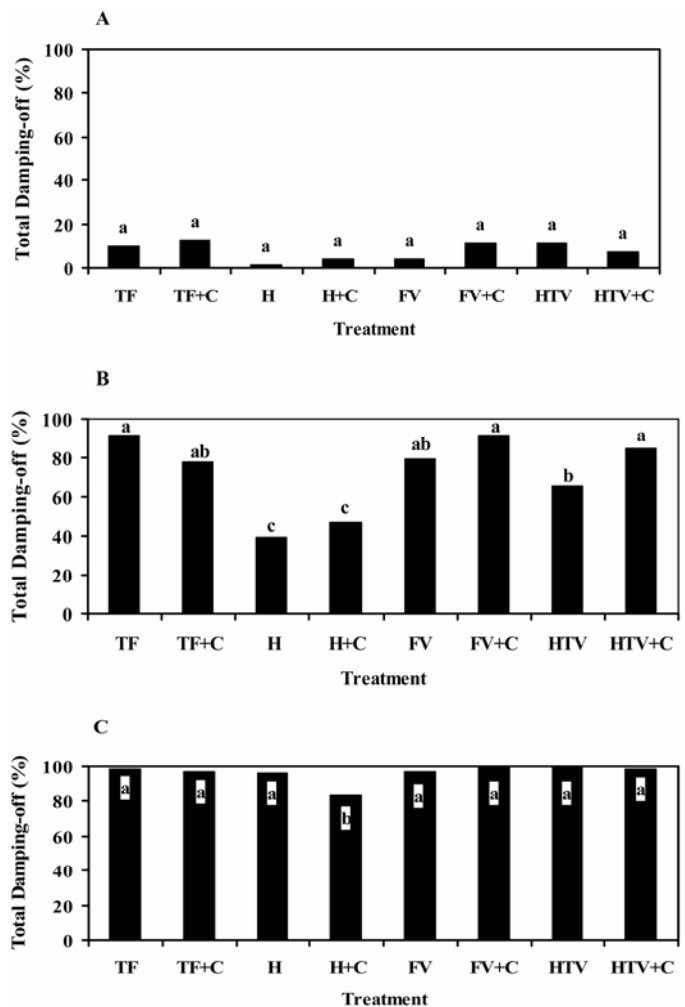 A
Total Damping-off (%)
100
80
60
40
20
0
a a a a a a a a
TF TF+C H H+C FV FV+C HTV HTV+C
Treatment
B
Total Damping-off (%)
100
80
60
40
20
0
a ab c c ab a b a
TF TF+C H H+C FV FV+C HTV HTV+C
Treatment
C
Total Damping-off (%)
100
80
60
40
20
0
a a a b a a a a
TF TF+C H H+C FV FV+C HTV HTV+C
Treatment